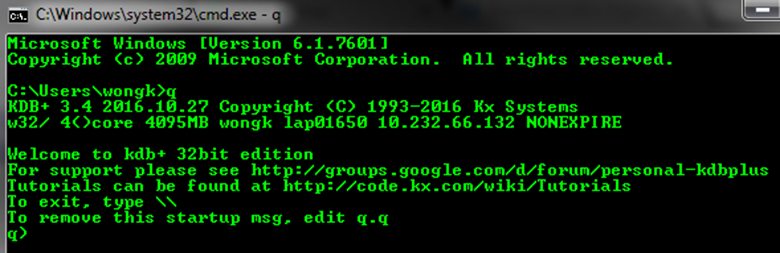 C:\Windows\system32\cmd.exe - q
Microsoft Windows [Version 6.1.7601]
Copyright (c) 2009 Microsoft Corporation.  All rights reserved.
C:\Users\wongk>q
KDB+ 3.4 2016.10.27 Copyright (C) 1993-2016 Kx Systems
w32/ 4()core 4095MB wongk lap01650 10.232.66.132 NONEXPIRE
Welcome to kdb+ 32bit edition
For support please see http://groups.google.com/d/forum/personal-kdbplus
Tutorials can be found at http://code.kx.com/wiki/Tutorials
To exit, type \\
To remove this startup msg, edit q.q
q)